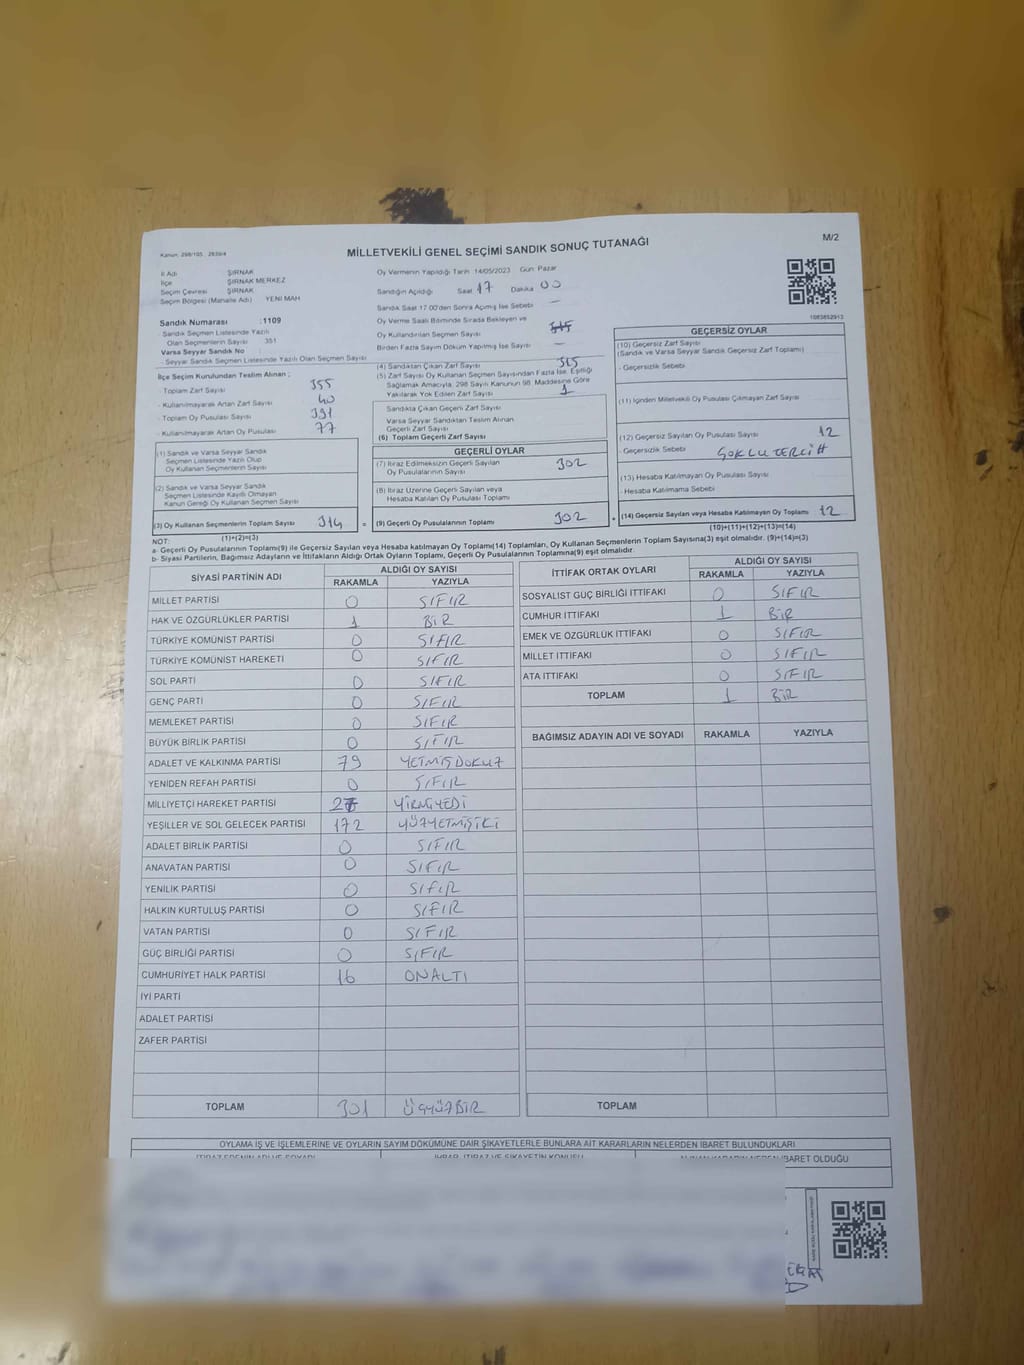 MİLLETVEKİLİ GENEL SEÇİMİ SANDIK SONUÇ TUTANAĞI
M/2
Kanun: 298/105
İl Adı ŞIRNAK
İlçe ŞIRNAK MERKEZ
Seçim Çevresi ŞIRNAK
Seçim Bölgesi (Mahalle Adı) YENİ MAH
Sandık Numarası :1109
Sandık Seçmen Listesinde Yazılı
Olan Seçmenlerin Sayısı 351
Varsa Seyyar Sandık No
- Seyyar Sandık Seçmen Listesinde Yazılı Olan Seçmen Sayısı
Oy Vermenin Yapıldığı Tarih 14/05/2023 Gün: Pazar
Sandığın Açıldığı Saat 17 Dakika 00
Sandık Saat 17.00'den Sonra Açılmış İse Sebebi —
Oy Verme Saati Bitiminde Sırada Bekleyen ve
Oy Kullandırılan Seçmen Sayısı
Birden Fazla Sayım Döküm Yapılmış İse Sayısı —
1083852913
İlçe Seçim Kurulundan Teslim Alınan ;
- Toplam Zarf Sayısı 355
- Kullanılmayarak Artan Zarf Sayısı 40
- Toplam Oy Pusulası Sayısı 391
- Kullanılmayarak Artan Oy Pusulası 77
(4) Sandıktan Çıkan Zarf Sayısı 315
(5) Zarf Sayısı Oy Kullanan Seçmen Sayısından Fazla İse, Eşitliği
Sağlamak Amacıyla, 298 Sayılı Kanunun 98. Maddesine Göre
Yakılarak Yok Edilen Zarf Sayısı 1
Sandıkta Çıkan Geçerli Zarf Sayısı
Varsa Seyyar Sandıktan Teslim Alınan
Geçerli Zarf Sayısı
(6) Toplam Geçerli Zarf Sayısı
GEÇERSİZ OYLAR
(10) Geçersiz Zarf Sayısı
(Sandık ve Varsa Seyyar Sandık Geçersiz Zarf Toplamı)
- Geçersizlik Sebebi
(11) İçinden Milletvekili Oy Pusulası Çıkmayan Zarf Sayısı
(12) Geçersiz Sayılan Oy Pusulası Sayısı 12
- Geçersizlik Sebebi ÇOKLU TERCİH
(13) Hesaba Katılmayan Oy Pusulası Sayısı
- Hesaba Katılmama Sebebi
(14) Geçersiz Sayılan veya Hesaba Katılmayan Oy Toplamı 12
(10)+(11)+(12)+(13)=(14)
(1) Sandık ve Varsa Seyyar Sandık
Seçmen Listesinde Yazılı Olup
Oy Kullanan Seçmenlerin Sayısı
(2) Sandık ve Varsa Seyyar Sandık
Seçmen Listesinde Kayıtlı Olmayan
Kanun Gereği Oy Kullanan Seçmen Sayısı
(3) Oy Kullanan Seçmenlerin Toplam Sayısı 314 =
(1)+(2)=(3)
GEÇERLİ OYLAR
(7) İtiraz Edilmeksizin Geçerli Sayılan
Oy Pusulalarının Sayısı 302
(8) İtiraz Üzerine Geçerli Sayılan veya
Hesaba Katılan Oy Pusulası Toplamı
(9) Geçerli Oy Pusulalarının Toplamı 302 +
NOT:
a- Geçerli Oy Pusulalarının Toplamı(9) ile Geçersiz Sayılan veya Hesaba katılmayan Oy Toplamı(14) Toplamları, Oy Kullanan Seçmenlerin Toplam Sayısına(3) eşit olmalıdır. (9)+(14)=(3)
b- Siyasi Partilerin, Bağımsız Adayların ve İttifakların Aldığı Ortak Oyların Toplamı, Geçerli Oy Pusulalarının Toplamına(9) eşit olmalıdır.
SİYASİ PARTİNİN ADI ALDIĞI OY SAYISI
RAKAMLA YAZIYLA
MİLLET PARTİSİ 0 SIFIR
HAK VE ÖZGÜRLÜKLER PARTİSİ 1 BİR
TÜRKİYE KOMÜNİST PARTİSİ 0 SIFIR
TÜRKİYE KOMÜNİST HAREKETİ 0 SIFIR
SOL PARTİ 0 SIFIR
GENÇ PARTİ 0 SIFIR
MEMLEKET PARTİSİ 0 SIFIR
BÜYÜK BİRLİK PARTİSİ 0 SIFIR
ADALET VE KALKINMA PARTİSİ 79 YETMİŞDOKUZ
YENİDEN REFAH PARTİSİ 0 SIFIR
MİLLİYETÇİ HAREKET PARTİSİ 27 YİRMİYEDİ
YEŞİLLER VE SOL GELECEK PARTİSİ 172 YÜZYETMİŞİKİ
ADALET BİRLİK PARTİSİ 0 SIFIR
ANAVATAN PARTİSİ 0 SIFIR
YENİLİK PARTİSİ 0 SIFIR
HALKIN KURTULUŞ PARTİSİ 0 SIFIR
VATAN PARTİSİ 0 SIFIR
GÜÇ BİRLİĞİ PARTİSİ 0 SIFIR
CUMHURİYET HALK PARTİSİ 16 ONALTI
İYİ PARTİ
ADALET PARTİSİ
ZAFER PARTİSİ
TOPLAM 301 ÜÇYÜZBİR
İTTİFAK ORTAK OYLARI ALDIĞI OY SAYISI
RAKAMLA YAZIYLA
SOSYALİST GÜÇ BİRLİĞİ İTTİFAKI 0 SIFIR
CUMHUR İTTİFAKI 1 BİR
EMEK VE ÖZGÜRLÜK İTTİFAKI 0 SIFIR
MİLLET İTTİFAKI 0 SIFIR
ATA İTTİFAKI 0 SIFIR
TOPLAM 1 BİR
BAĞIMSIZ ADAYIN ADI VE SOYADI RAKAMLA YAZIYLA
TOPLAM
OYLAMA İŞ VE İŞLEMLERİNE VE OYLARIN SAYIM DÖKÜMÜNE DAİR ŞİKAYETLERLE BUNLARA AİT KARARLARIN NELERDEN İBARET BULUNDUKLARI
İTİRAZ EDENİN ADI VE SOYADI İHBAR, İTİRAZ VE ŞİKAYETİN KONUSU İBARET OLDUĞU